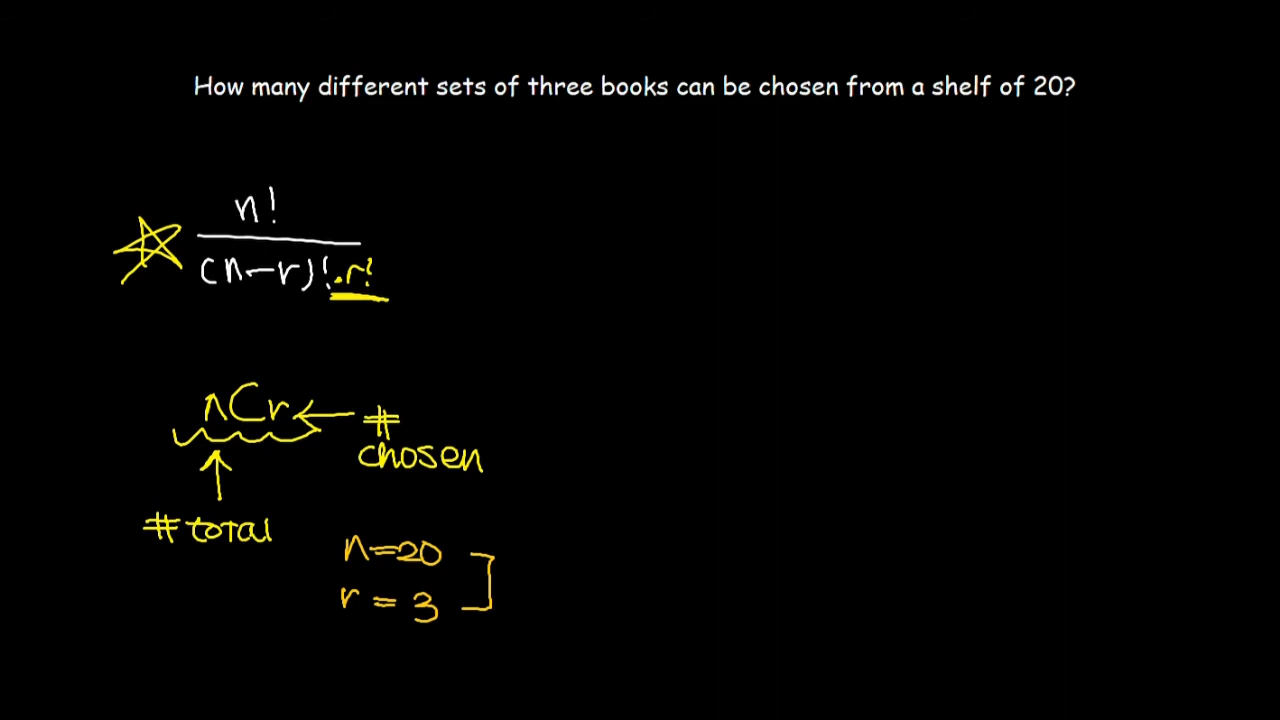 How many different sets of three books can be chosen from a shelf of 20?
n!
(n-r)!·r!
nCr ← #
chosen
# total
n=20
r = 3